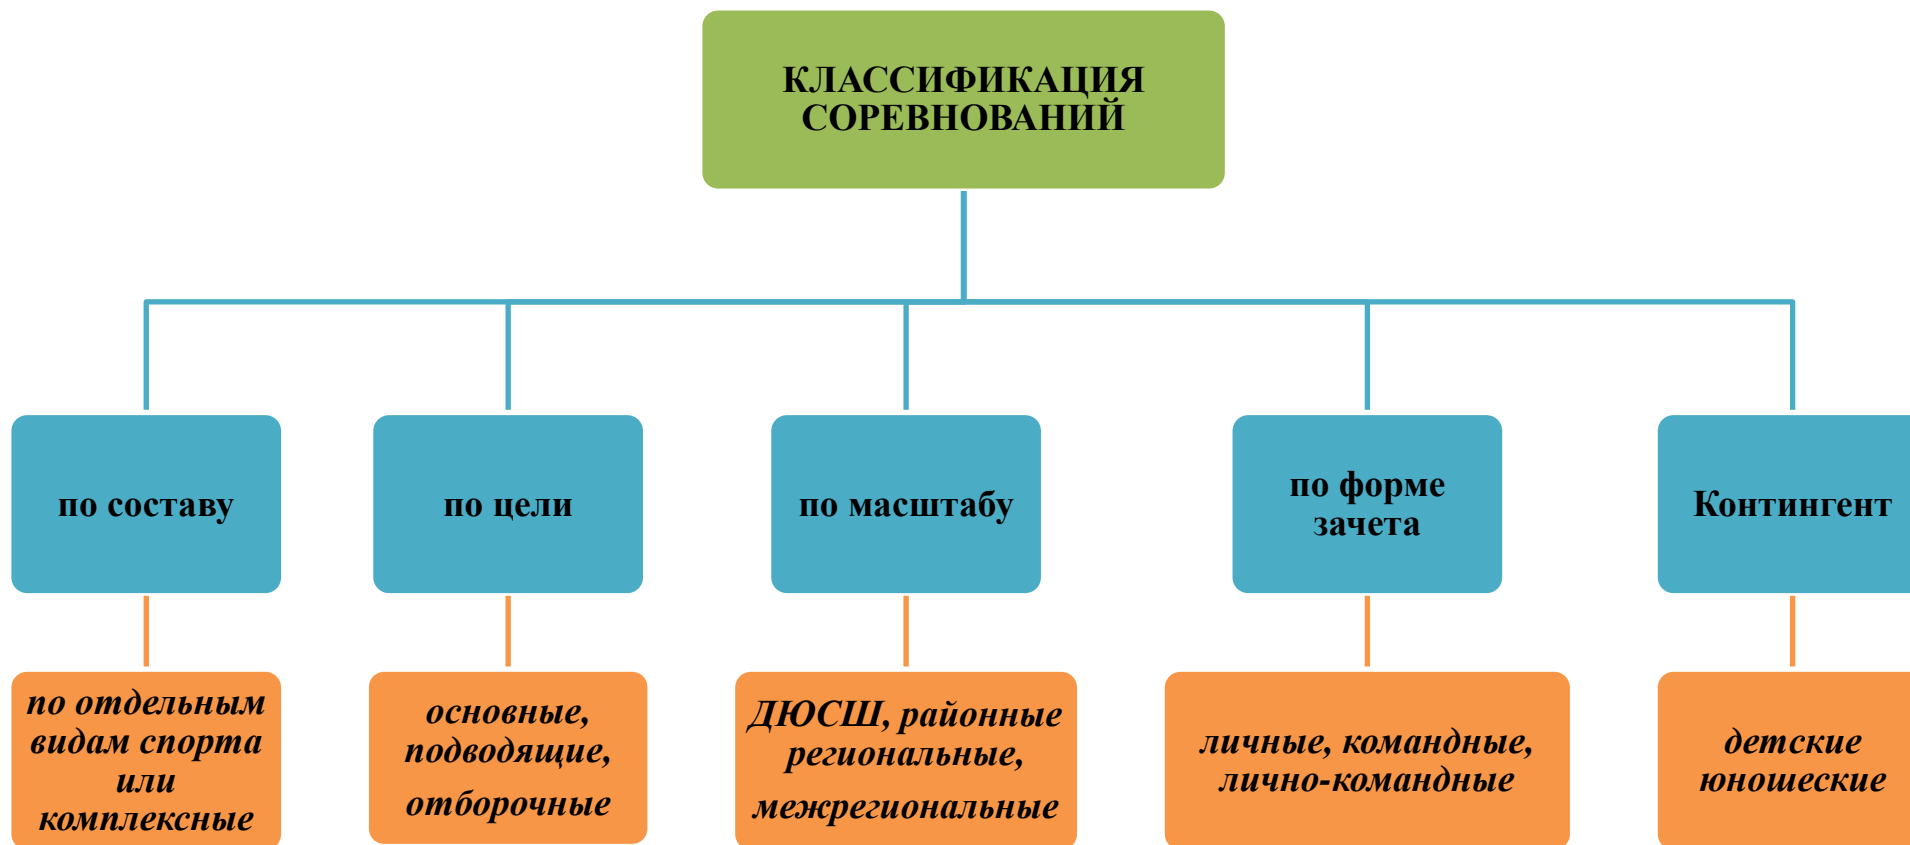 КЛАССИФИКАЦИЯ
СОРЕВНОВАНИЙ
по составу
по цели
по масштабу
по форме
зачета
Контингент
по отдельным
видам спорта
или
комплексные
основные,
подводящие,
отборочные
ДЮСШ, районные
региональные,
межрегиональные
личные, командные,
лично-командные
детские
юношеские